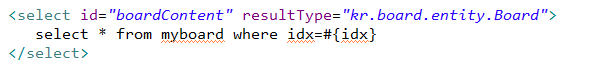 <select id="boardContent" resultType="kr.board.entity.Board">
select * from myboard where idx=#{idx}
</select>